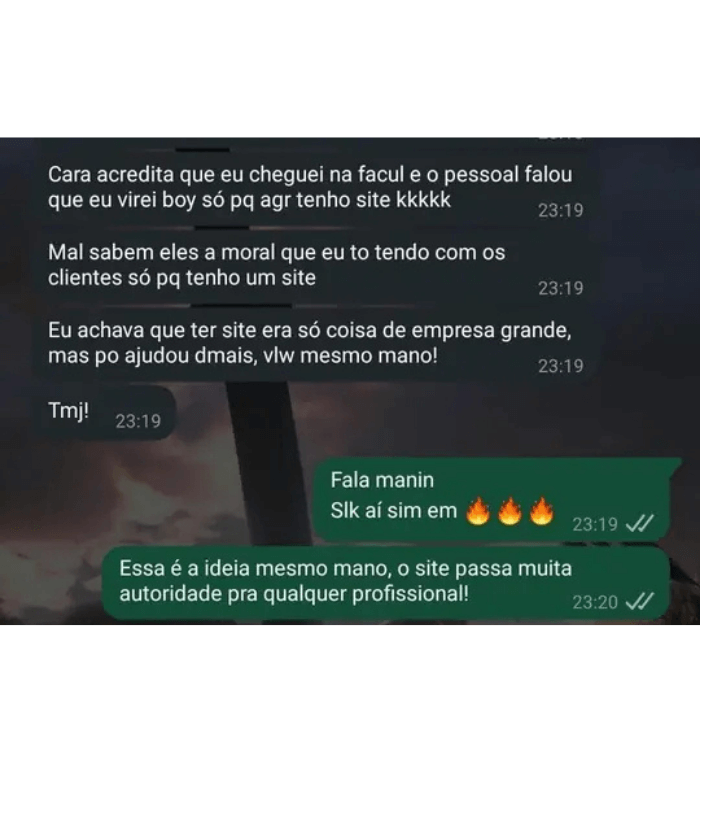 Cara acredita que eu cheguei na facul e o pessoal falou
que eu virei boy só pq agr tenho site kkkkk
23:19
Mal sabem eles a moral que eu to tendo com os
clientes só pq tenho um site
23:19
Eu achava que ter site era só coisa de empresa grande,
mas po ajudou dmais, vlw mesmo mano!
23:19
Tmj! 23:19
Fala manin
Slk aí sim em 🔥🔥🔥 23:19
Essa é a ideia mesmo mano, o site passa muita
autoridade pra qualquer profissional! 23:20